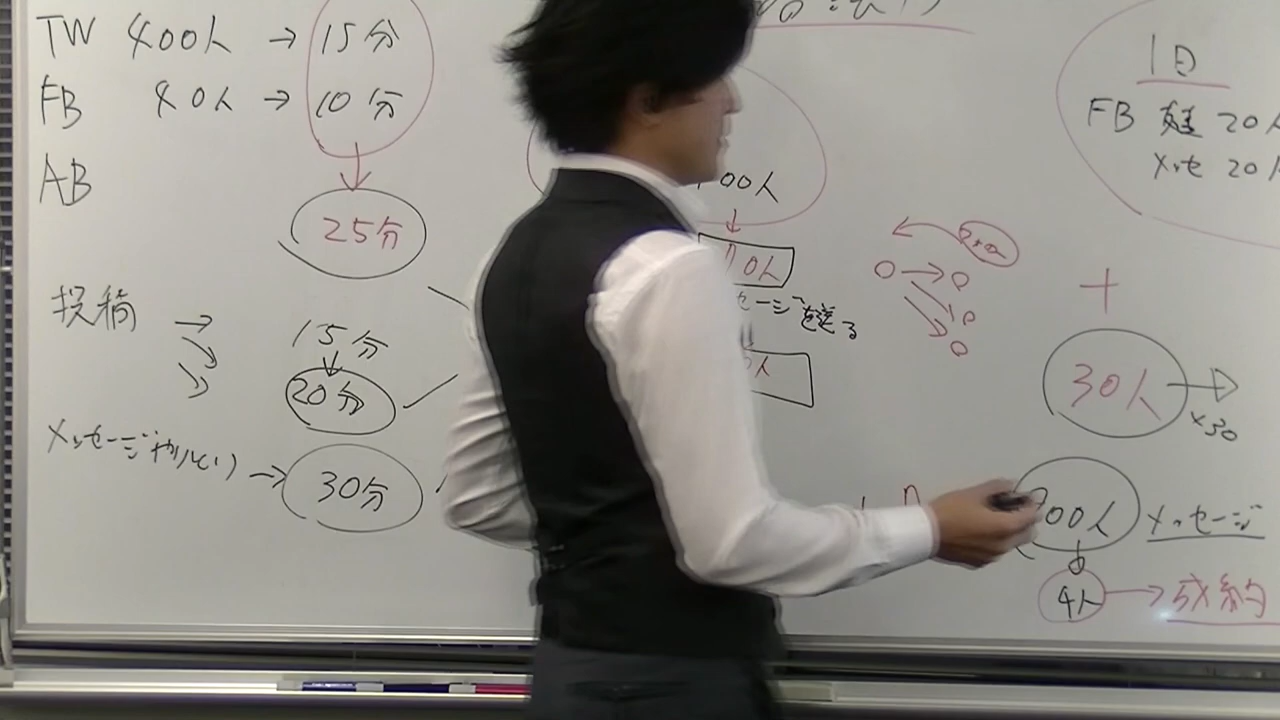 TW 400人 → 15分
FB 40人 → 10分
AB
25分
投稿 → 15分
20分
メッセージやりとり → 30分
00人
0人
セージを送る
人
1日
FB 友達 20人
メッセ 20人
+
30人
×30
00人 メッセージ
4人 → 成約